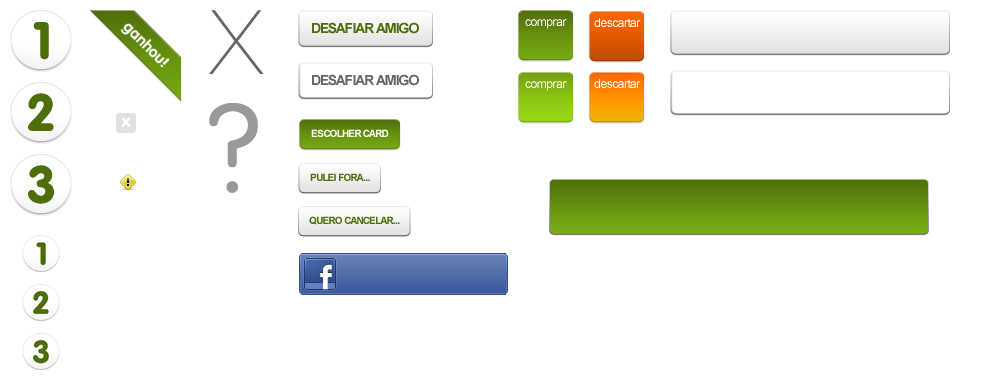 1
2
3
1
2
3
ganhou!
X
?
DESAFIAR AMIGO
DESAFIAR AMIGO
ESCOLHER CARD
PULEI FORA...
QUERO CANCELAR...
f
comprar
descartar
comprar
descartar